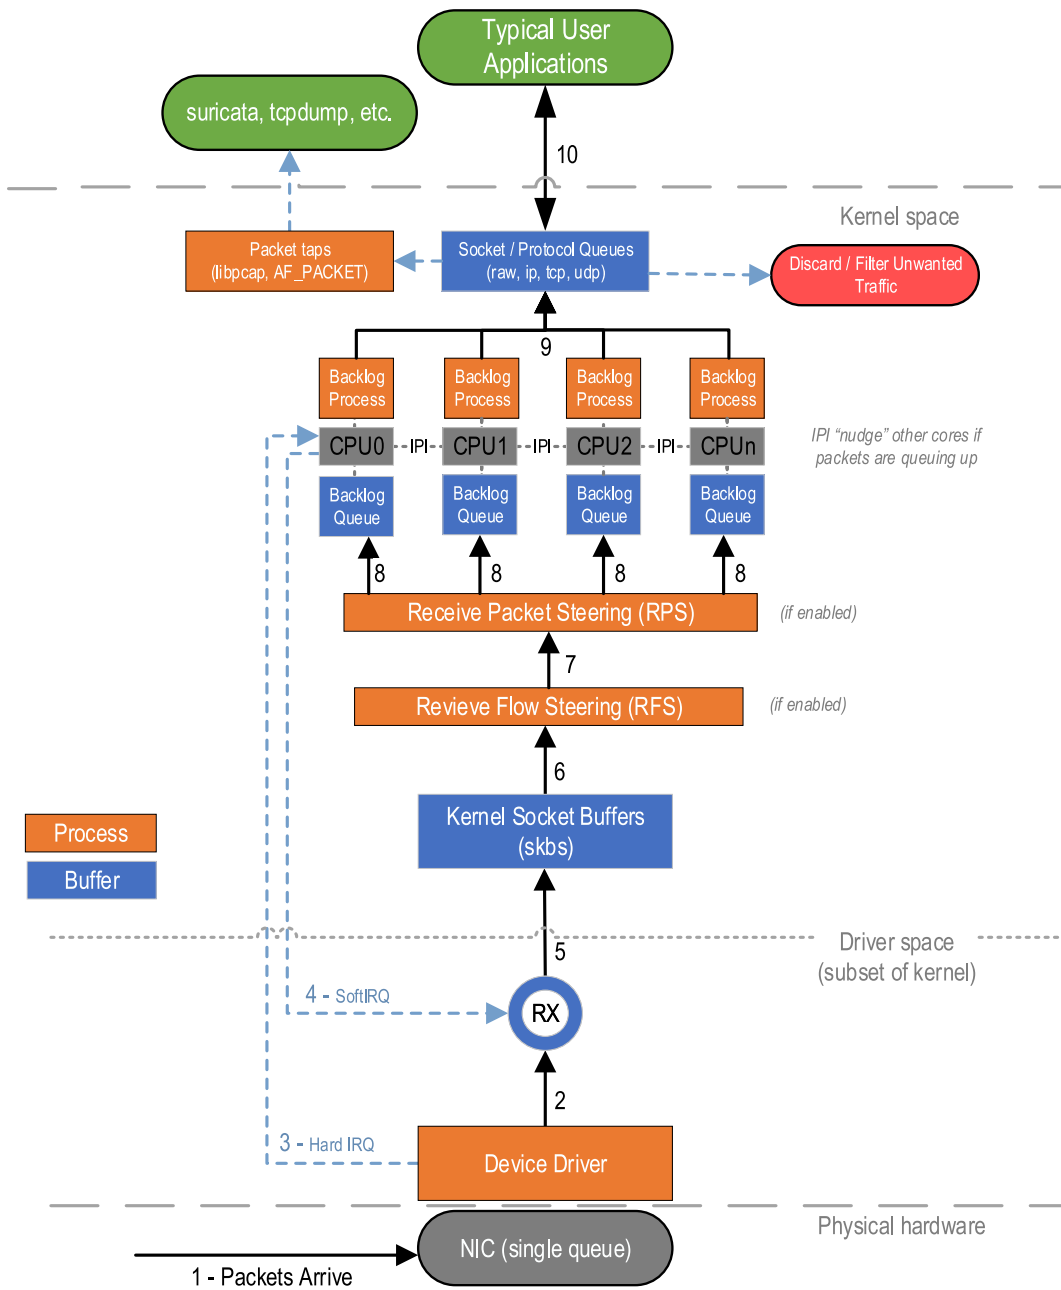 Typical User
Applications
suricata, tcpdump, etc.
10
Kernel space
Packet taps
(libpcap, AF_PACKET)
Socket / Protocol Queues
(raw, ip, tcp, udp)
Discard / Filter Unwanted
Traffic
9
Backlog
Process
Backlog
Process
Backlog
Process
Backlog
Process
CPU0
IPI
CPU1
IPI
CPU2
IPI
CPUn
IPI “nudge” other cores if
packets are queuing up
Backlog
Queue
Backlog
Queue
Backlog
Queue
Backlog
Queue
8
8
8
8
Receive Packet Steering (RPS)
(if enabled)
7
Revieve Flow Steering (RFS)
(if enabled)
6
Kernel Socket Buffers
(skbs)
Process
Buffer
5
Driver space
(subset of kernel)
4 - SoftIRQ
RX
2
3 - Hard IRQ
Device Driver
Physical hardware
NIC (single queue)
1 - Packets Arrive